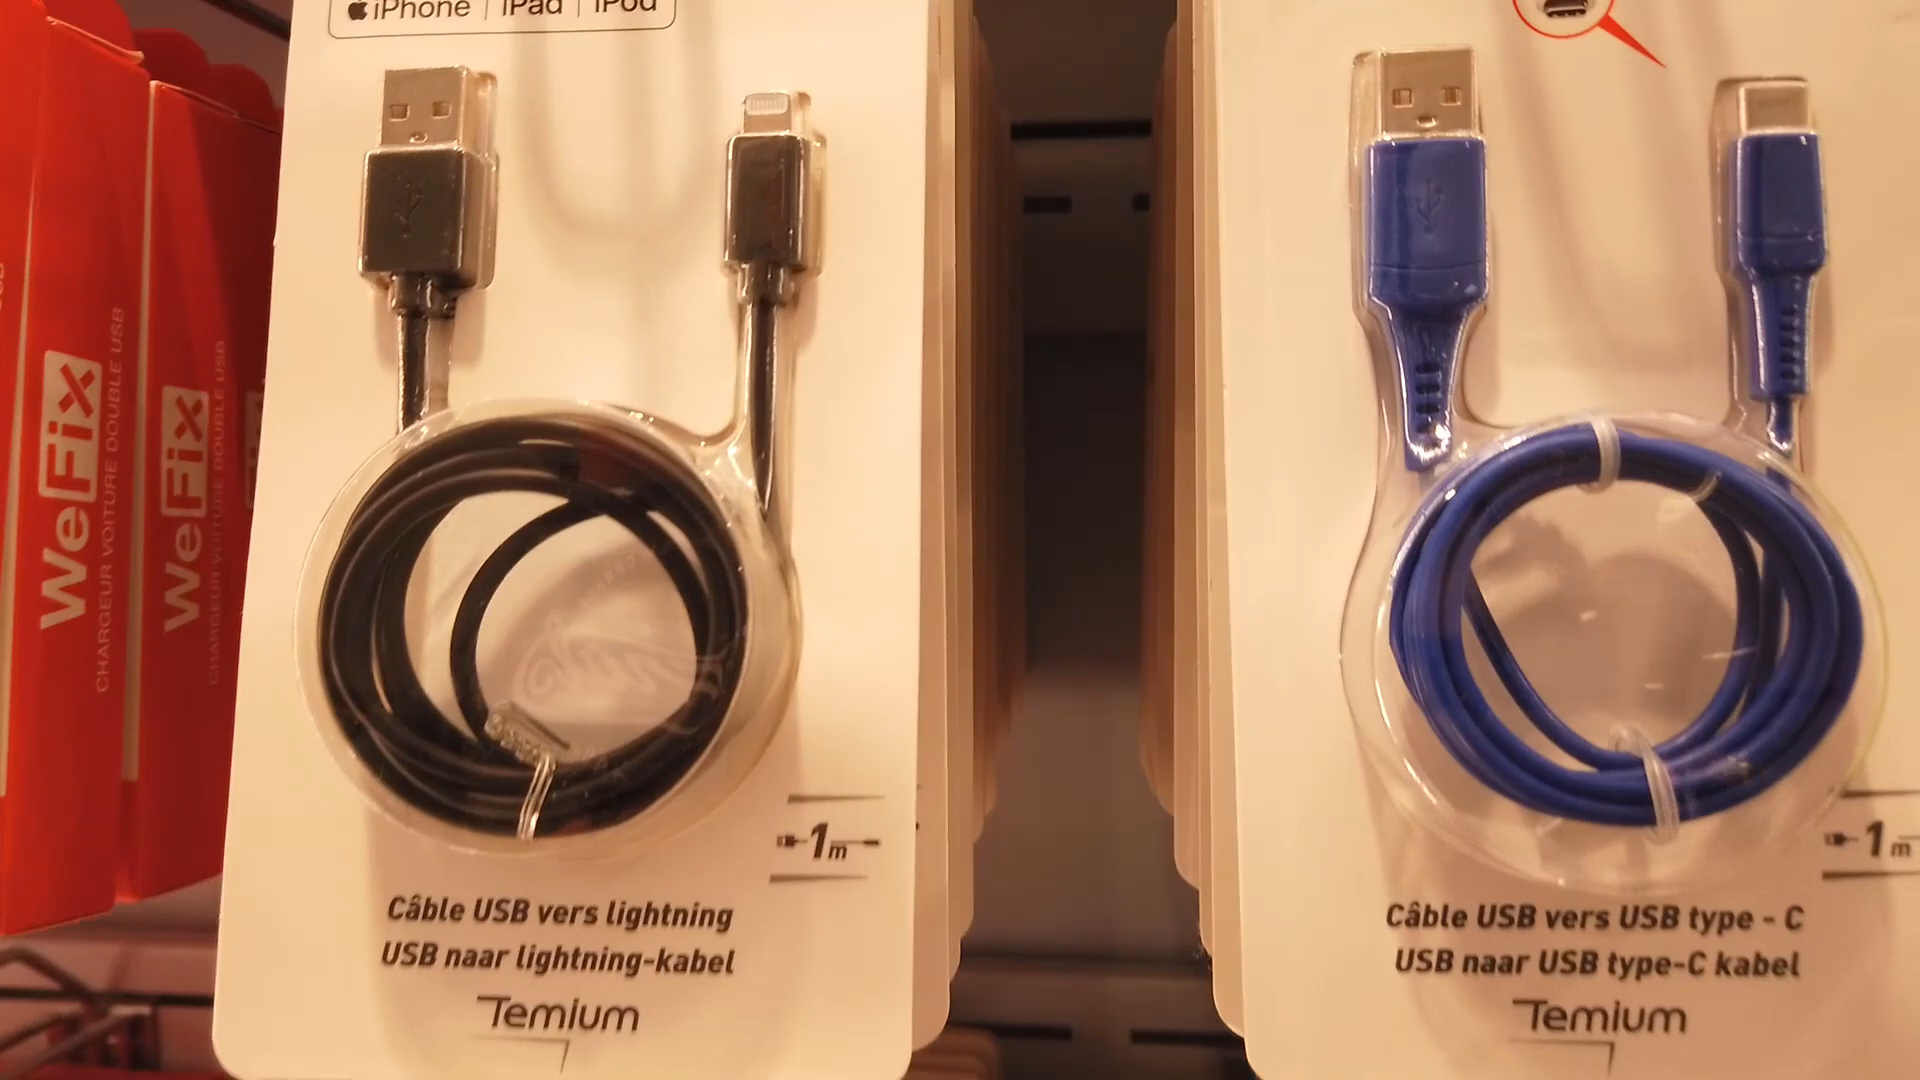 iPhone | iPad | iPod
WeFix
CHARGEUR VOITURE DOUBLE USB
WeFix
CHARGEUR VOITURE DOUBLE USB
1m
Câble USB vers lightning
USB naar lightning-kabel
Temium
1m
Câble USB vers USB type - C
USB naar USB type-C kabel
Temium